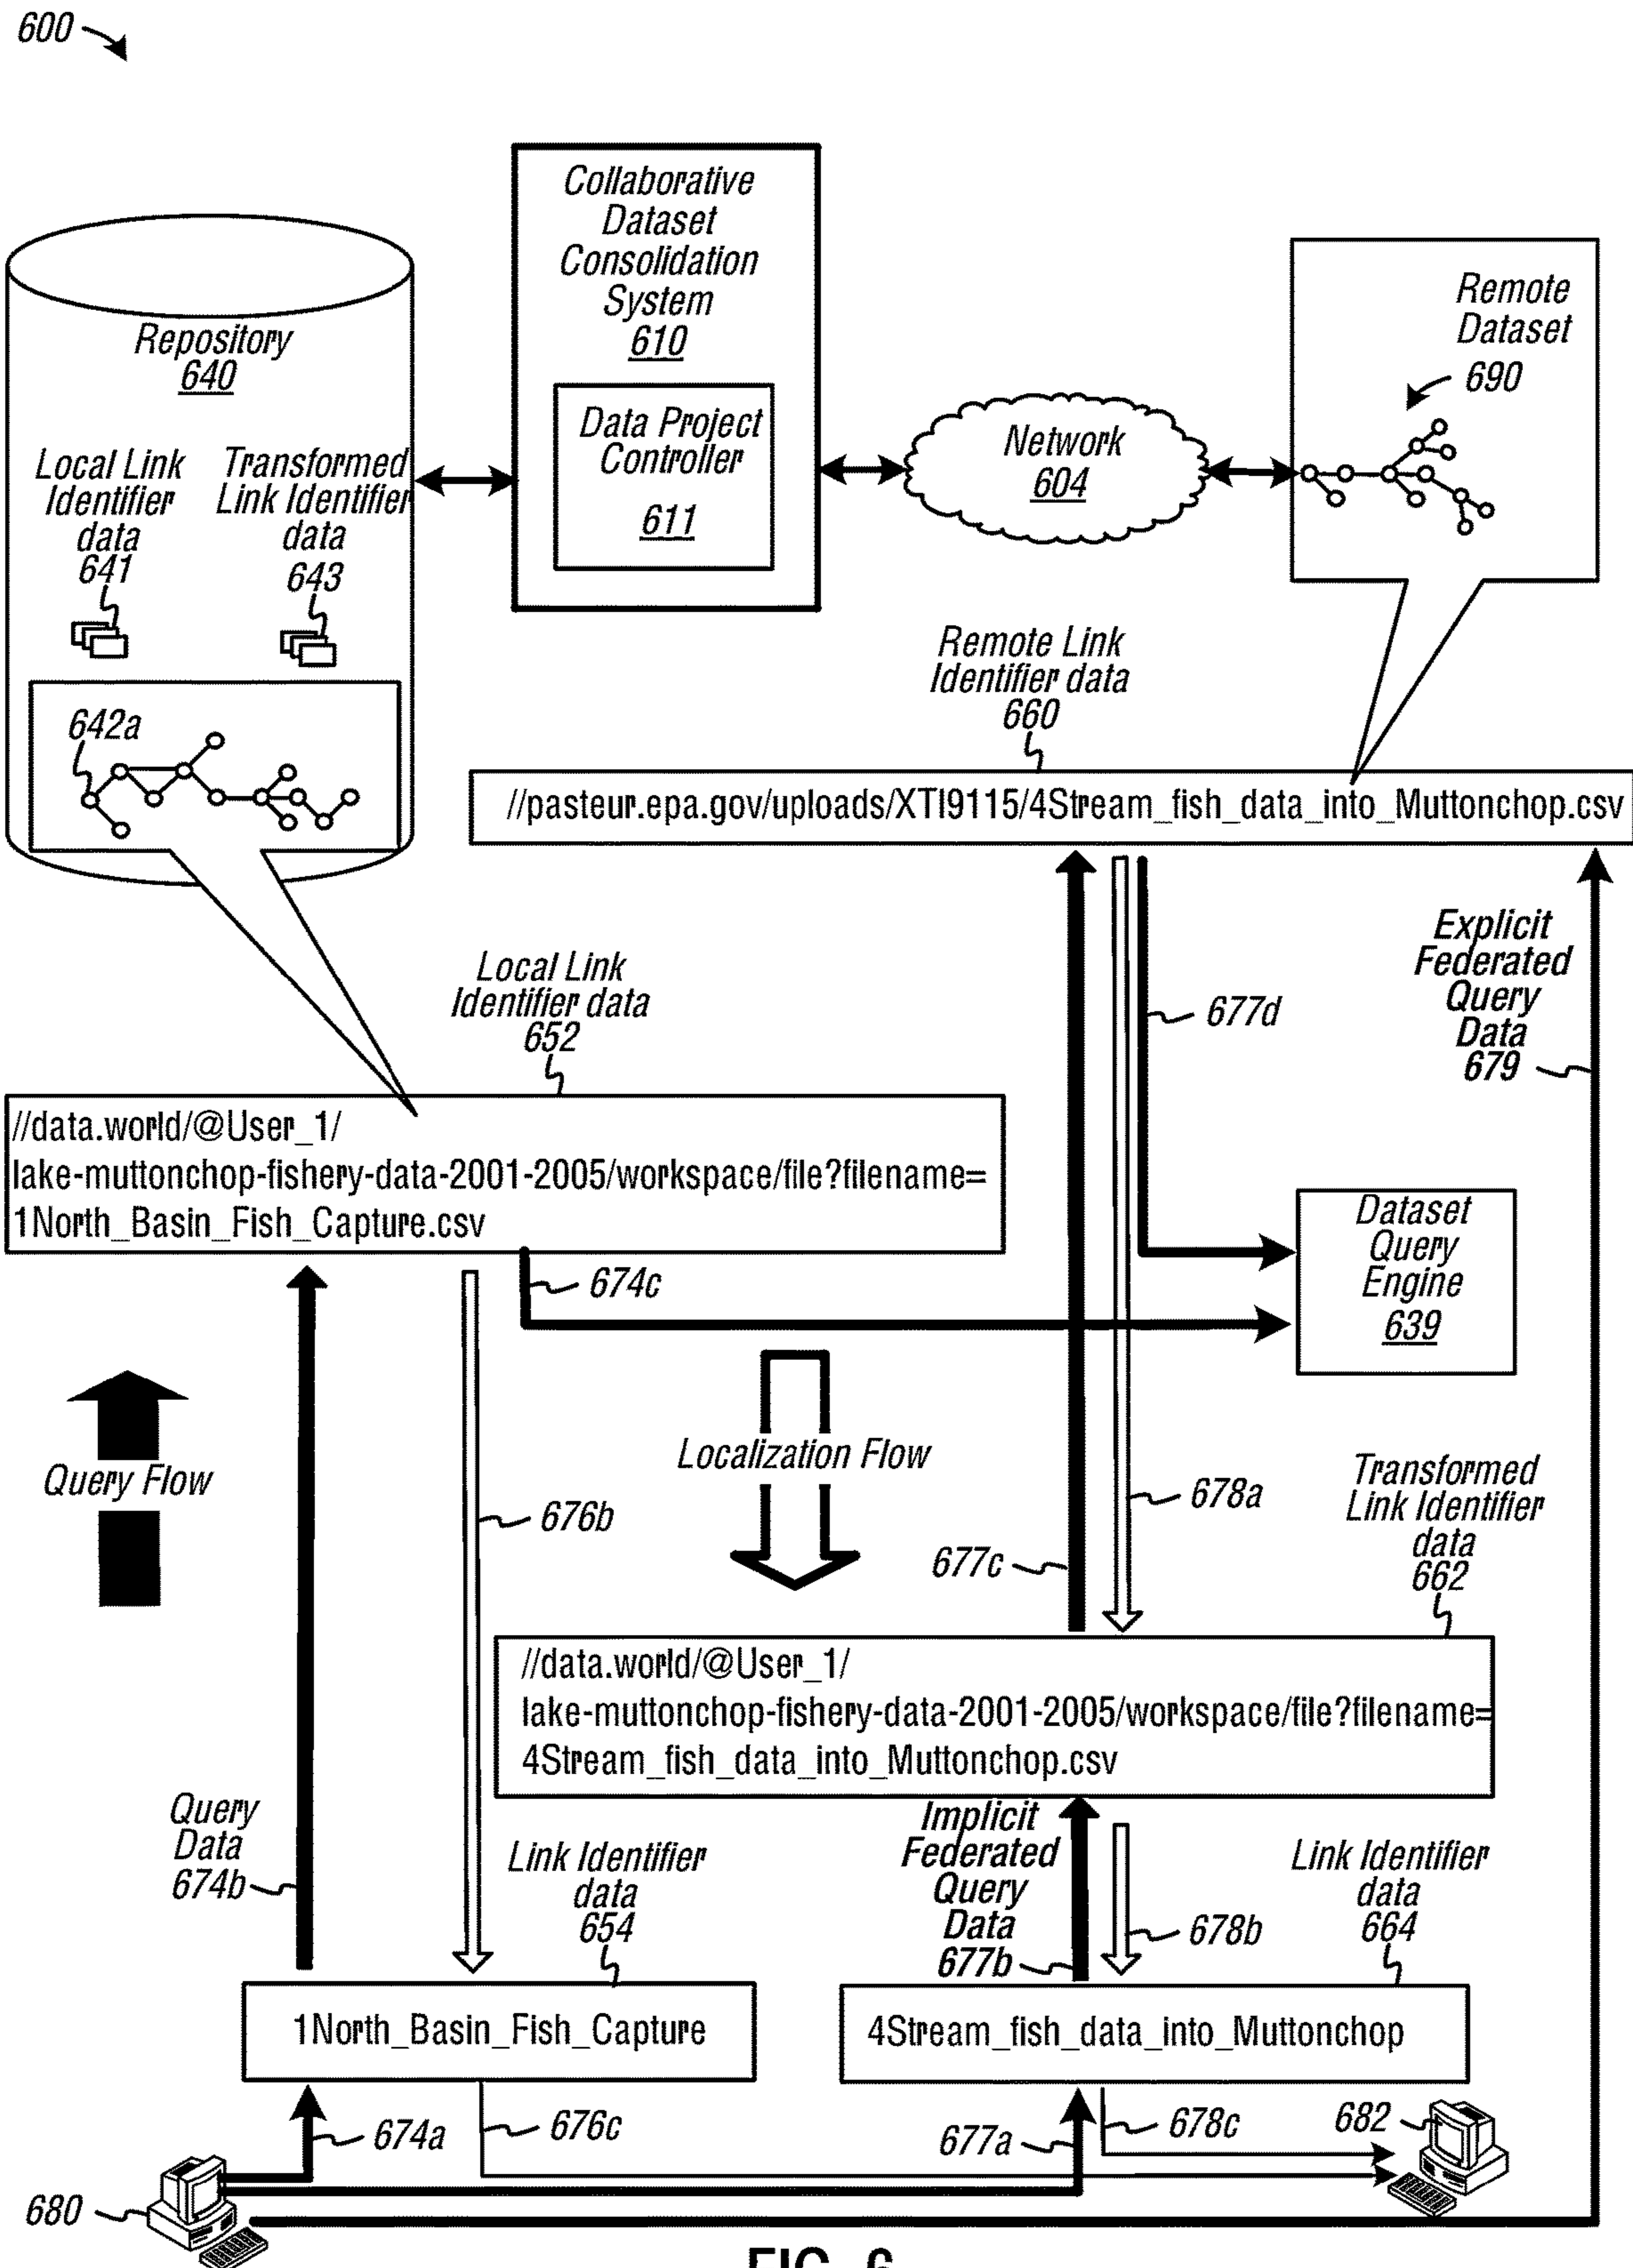 600
Collaborative
Dataset
Consolidation
System
610
Data Project
Controller
611
Repository
640
Local Link
Identifier
data
641
Transformed
Link Identifier
data
643
642a
Network
604
Remote
Dataset
690
Remote Link
Identifier data
660
//pasteur.epa.gov/uploads/XTI9115/4Stream_fish_data_into_Muttonchop.csv
Local Link
Identifier data
652
//data.world/@User_1/
lake-muttonchop-fishery-data-2001-2005/workspace/file?filename=
1North_Basin_Fish_Capture.csv
677d
Explicit
Federated
Query
Data
679
674c
Dataset
Query
Engine
639
Query Flow
Localization Flow
676b
677c
678a
Transformed
Link Identifier
data
662
//data.world/@User_1/
lake-muttonchop-fishery-data-2001-2005/workspace/file?filename=
4Stream_fish_data_into_Muttonchop.csv
Query
Data
674b
Link Identifier
data
654
Implicit
Federated
Query
Data
677b
678b
Link Identifier
data
664
1North_Basin_Fish_Capture
4Stream_fish_data_into_Muttonchop
674a
676c
677a
678c
682
680
FIG. 6